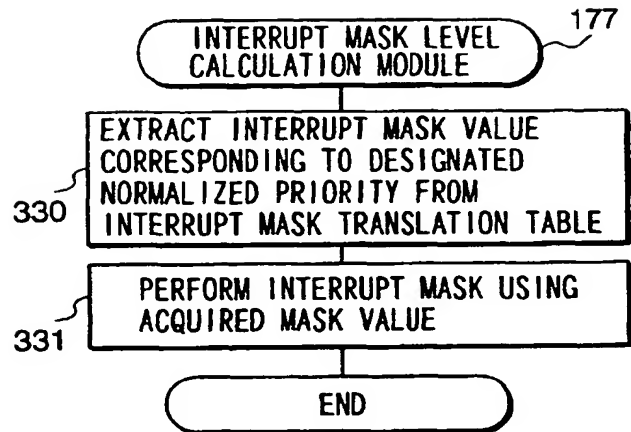 INTERRUPT MASK LEVEL
CALCULATION MODULE
177
EXTRACT INTERRUPT MASK VALUE
CORRESPONDING TO DESIGNATED
NORMALIZED PRIORITY FROM
INTERRUPT MASK TRANSLATION TABLE
330
PERFORM INTERRUPT MASK USING
ACQUIRED MASK VALUE
331
END